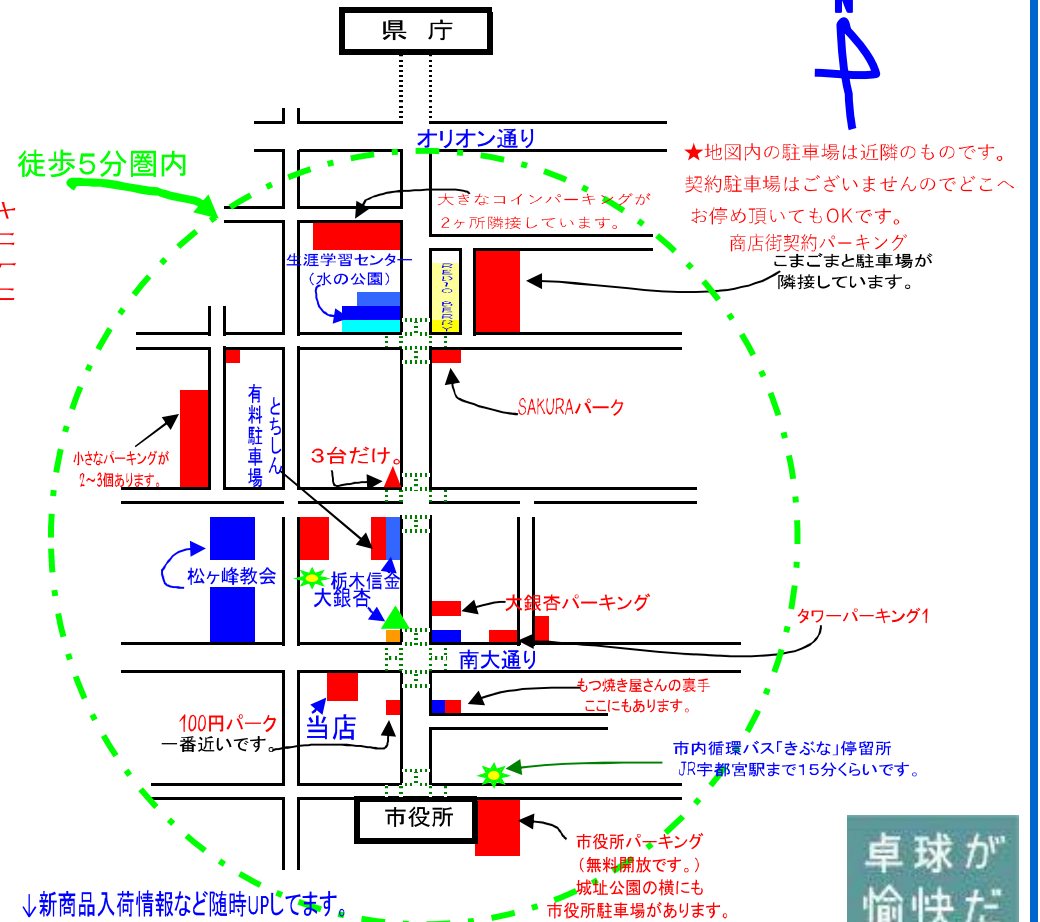 県 庁
オリオン通り
徒歩5分圏内
★地図内の駐車場は近隣のものです。
契約駐車場はございませんのでどこへ
お停め頂いてもOKです。
大きなコインパーキングが
2ヶ所隣接しています。
商店街契約パーキング
こまごまと駐車場が
隣接しています。
生涯学習センター
(水の公園)
SAKURAパーク
有料駐車場
とちしん
小さなパーキングが
2~3個あります。
3台だけ。
松ヶ峰教会
栃木信金
大銀杏
大銀杏パーキング
タワーパーキング1
南大通り
もつ焼き屋さんの裏手
ここにもあります。
100円パーク
一番近いです。
当店
市内循環バス「きぶな」停留所
JR宇都宮駅まで15分くらいです。
市役所
市役所パーキング
(無料開放です。)
城址公園の横にも
市役所駐車場があります。
↓新商品入荷情報など随時UPしてます。
卓球が
愉快だ